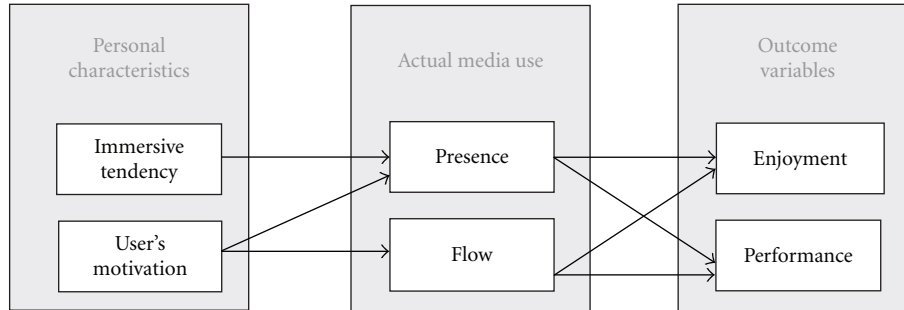 Personal
characteristics
Immersive
tendency
User's
motivation
Actual media use
Presence
Flow
Outcome
variables
Enjoyment
Performance